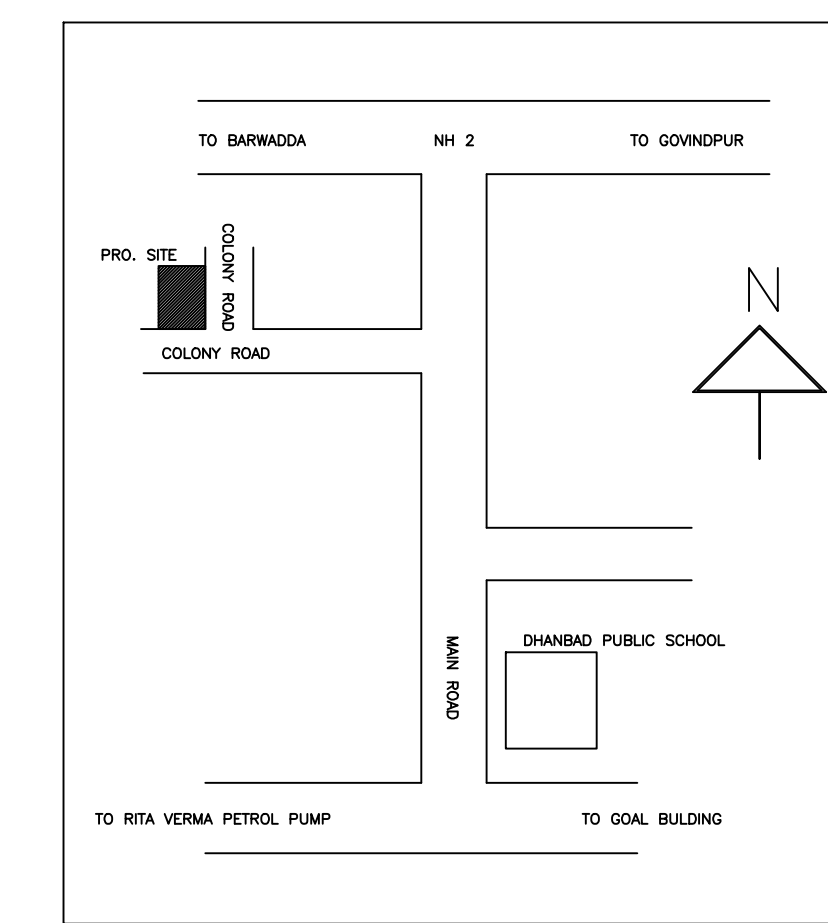 TO BARWADDA NH 2 TO GOVINDPUR
PRO. SITE
COLONY ROAD
COLONY ROAD
N
DHANBAD PUBLIC SCHOOL
MAIN ROAD
TO RITA VERMA PETROL PUMP TO GOAL BULDING